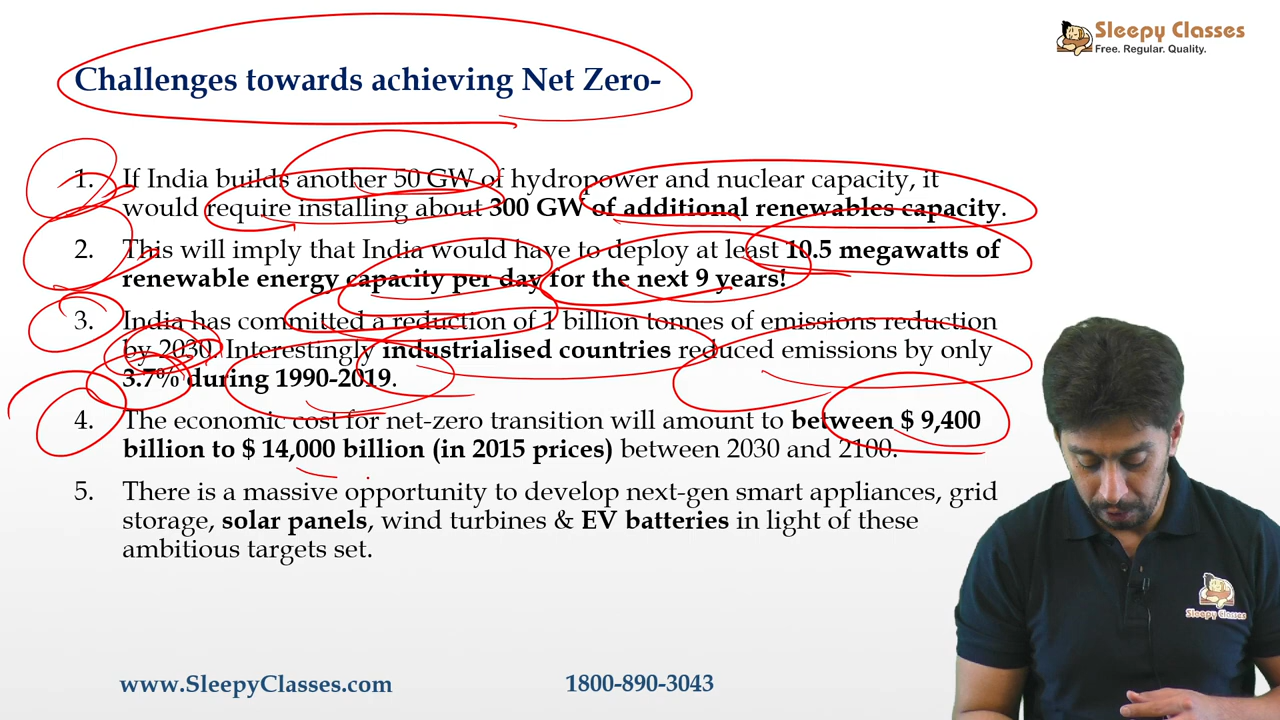 Sleepy Classes
Free. Regular. Quality.
Challenges towards achieving Net Zero-
1. If India builds another 50 GW of hydropower and nuclear capacity, it
would require installing about 300 GW of additional renewables capacity.
2. This will imply that India would have to deploy at least 10.5 megawatts of
renewable energy capacity per day for the next 9 years!
3. India has committed a reduction of 1 billion tonnes of emissions reduction
by 2030. Interestingly industrialised countries reduced emissions by only
3.7% during 1990-2019.
4. The economic cost for net-zero transition will amount to between $ 9,400
billion to $ 14,000 billion (in 2015 prices) between 2030 and 2100.
5. There is a massive opportunity to develop next-gen smart appliances, grid
storage, solar panels, wind turbines & EV batteries in light of these
ambitious targets set.
Sleepy Classes
www.SleepyClasses.com 1800-890-3043